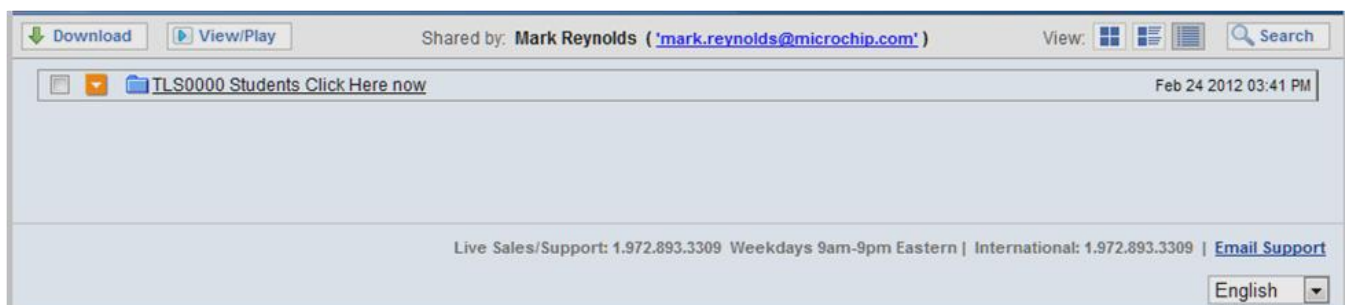 Download View/Play Shared by: Mark Reynolds ( 'mark.reynolds@microchip.com' ) View: Search
TLS0000 Students Click Here now Feb 24 2012 03:41 PM
Live Sales/Support: 1.972.893.3309 Weekdays 9am-9pm Eastern | International: 1.972.893.3309 | Email Support
English